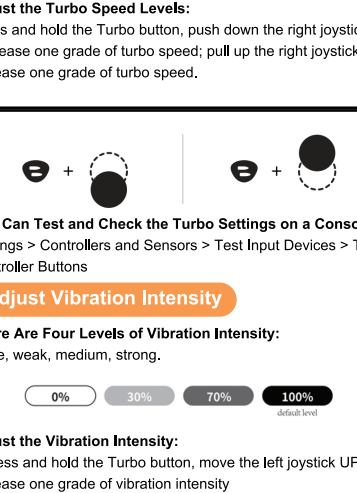 ust the Turbo Speed Levels:
s and hold the Turbo button, push down the right joystic
ease one grade of turbo speed; pull up the right joystick
ease one grade of turbo speed.
+ +
Can Test and Check the Turbo Settings on a Conso
ngs > Controllers and Sensors > Test Input Devices > T
troller Buttons
djust Vibration Intensity
re Are Four Levels of Vibration Intensity:
e, weak, medium, strong.
0% 30% 70% 100%
default level
ust the Vibration Intensity:
ess and hold the Turbo button, move the left joystick UP
ease one grade of vibration intensity